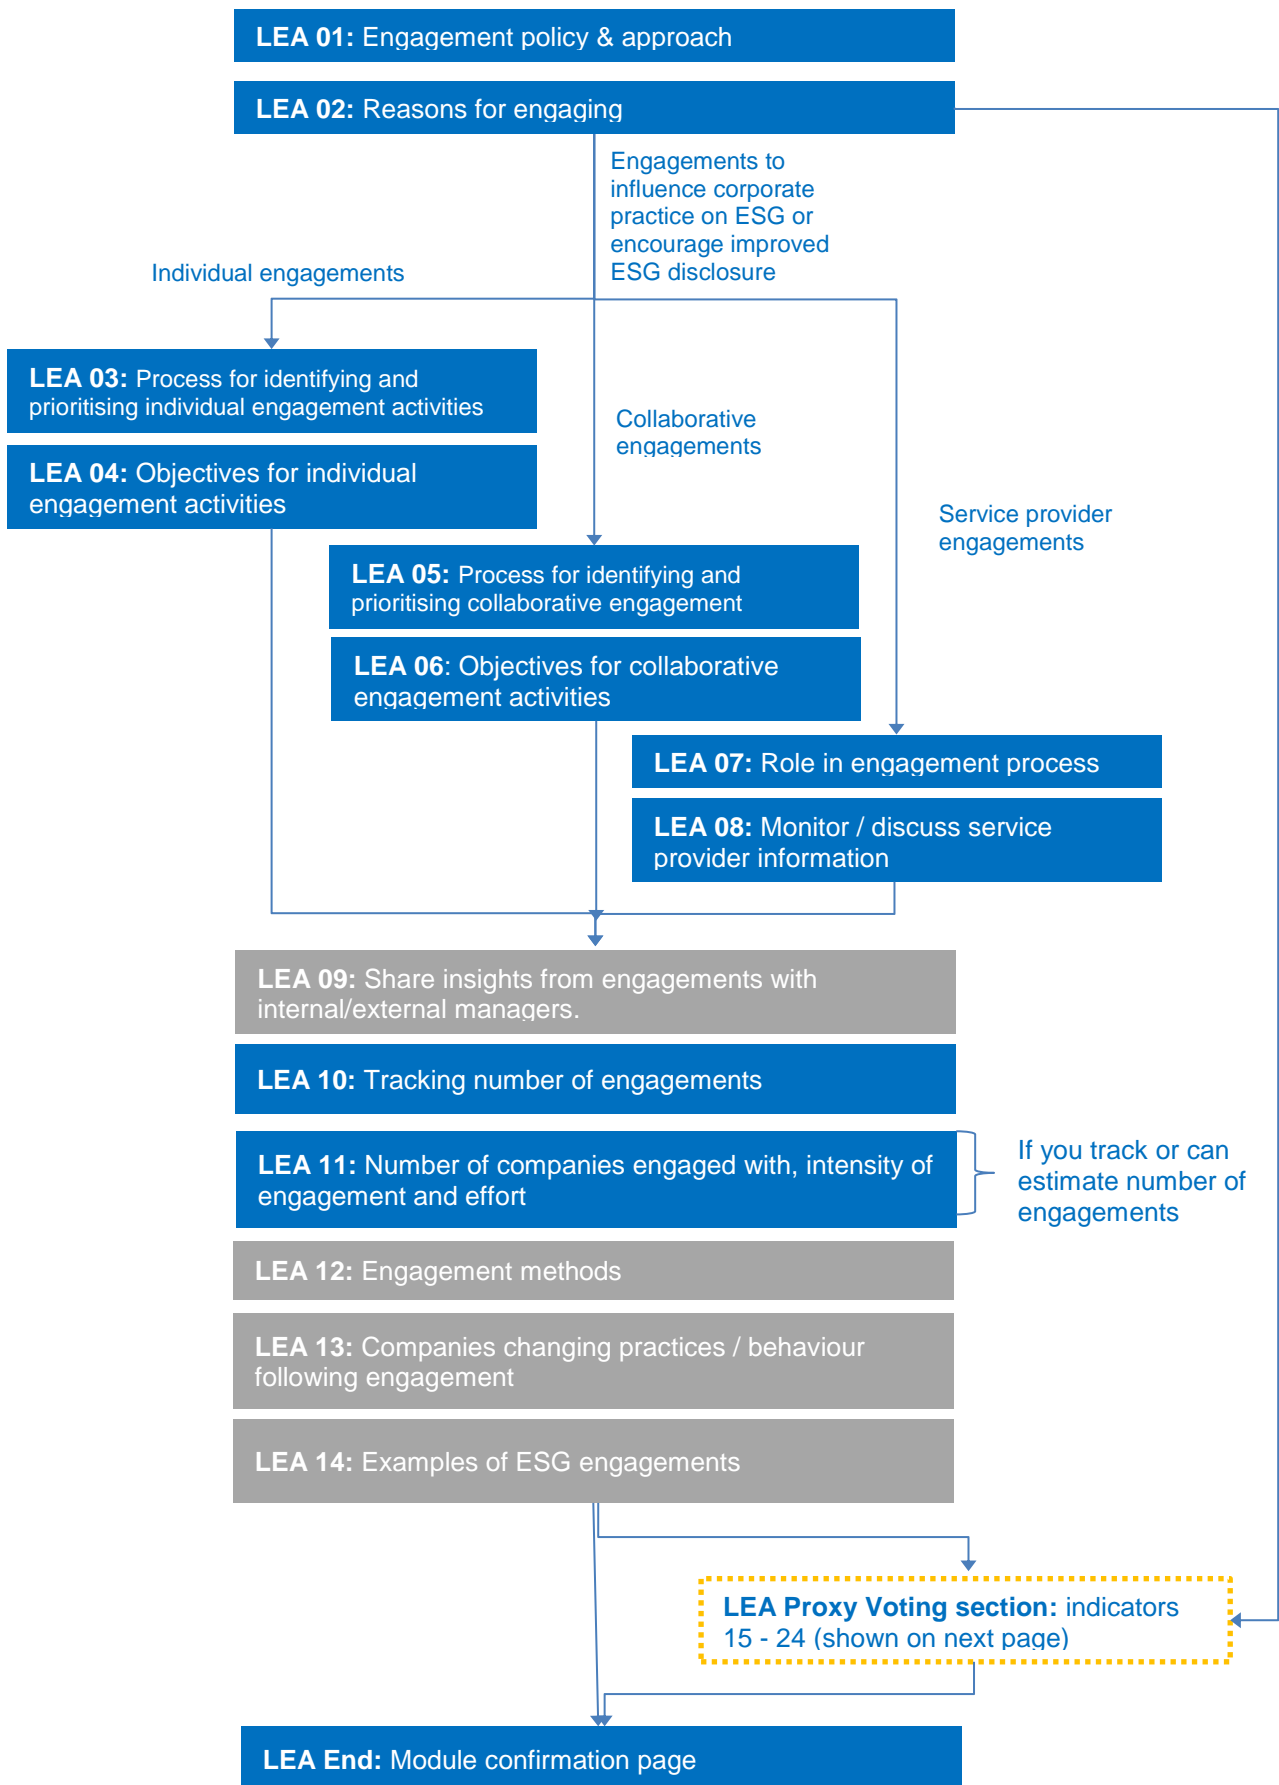 LEA 01: Engagement policy & approach
LEA 02: Reasons for engaging
Engagements to
influence corporate
practice on ESG or
encourage improved
ESG disclosure
Individual engagements
LEA 03: Process for identifying and
prioritising individual engagement activities
Collaborative
engagements
LEA 04: Objectives for individual
engagement activities
Service provider
engagements
LEA 05: Process for identifying and
prioritising collaborative engagement
LEA 06: Objectives for collaborative
engagement activities
LEA 07: Role in engagement process
LEA 08: Monitor / discuss service
provider information
LEA 09: Share insights from engagements with
internal/external managers.
LEA 10: Tracking number of engagements
LEA 11: Number of companies engaged with, intensity of
engagement and effort
If you track or can
estimate number of
engagements
LEA 12: Engagement methods
LEA 13: Companies changing practices / behaviour
following engagement
LEA 14: Examples of ESG engagements
LEA Proxy Voting section: indicators
15 - 24 (shown on next page)
LEA End: Module confirmation page